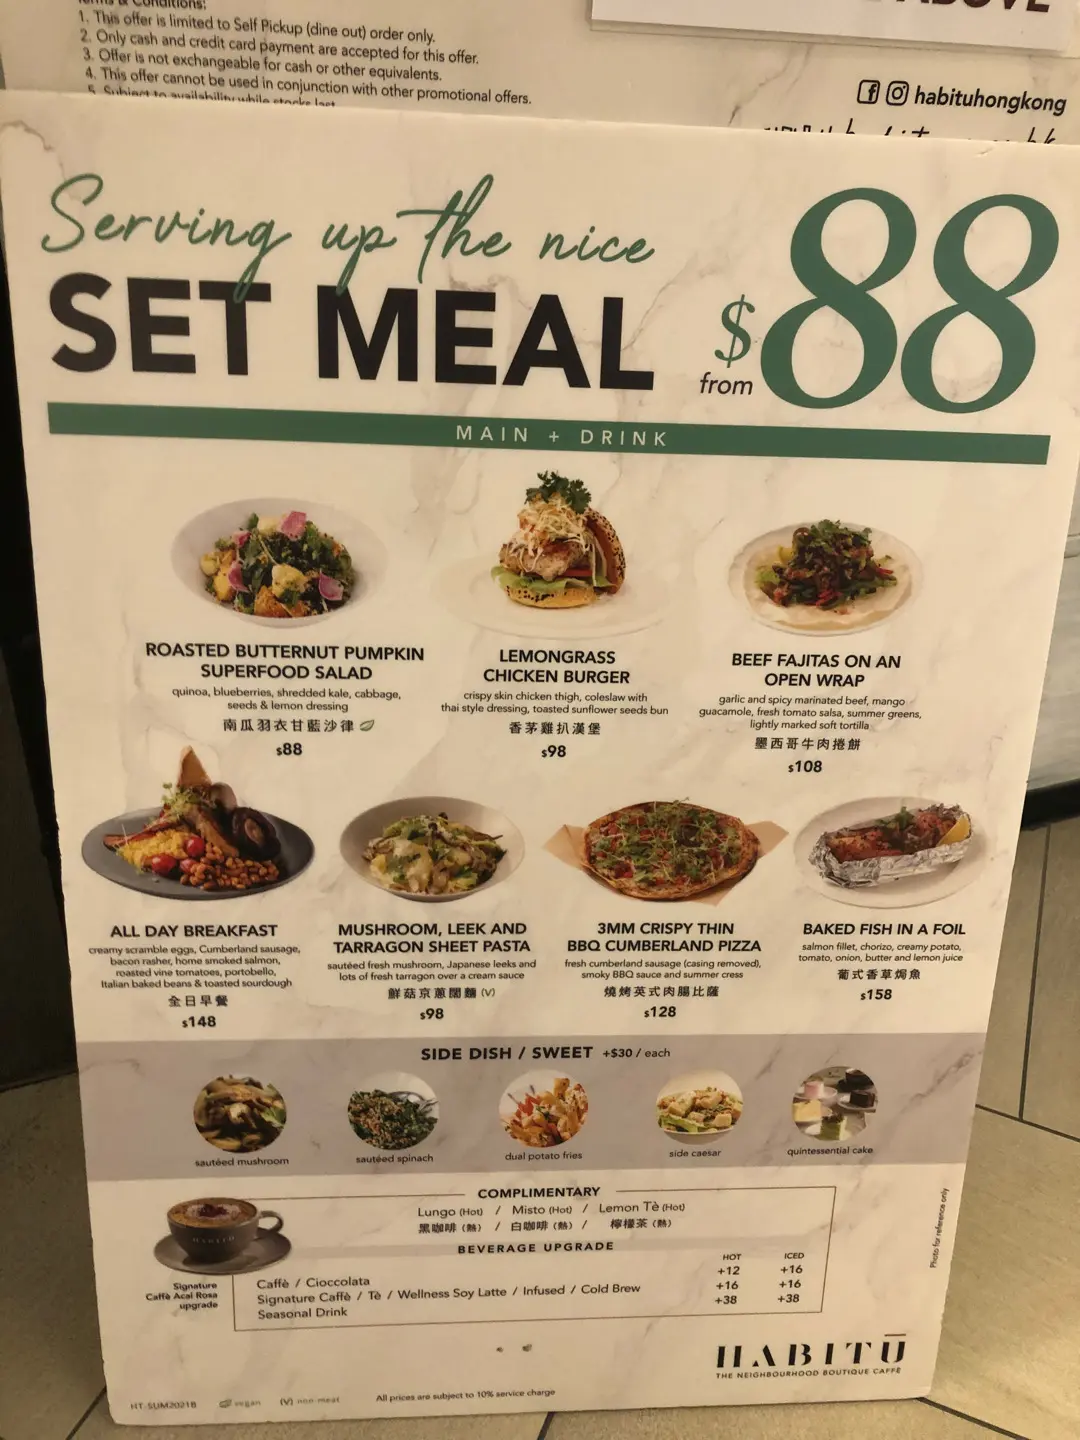 Terms & Conditions:
1. This offer is limited to Self Pickup (dine out) order only.
2. Only cash and credit card payment are accepted for this offer.
3. Offer is not exchangeable for cash or other equivalents.
4. This offer cannot be used in conjunction with other promotional offers.
5. Subject to availability while stocks last
ABOVE
habituhongkong
Serving up the nice
SET MEAL
$88
from
MAIN + DRINK
ROASTED BUTTERNUT PUMPKIN
SUPERFOOD SALAD
quinoa, blueberries, shredded kale, cabbage,
seeds & lemon dressing
南瓜羽衣甘藍沙律
$88
LEMONGRASS
CHICKEN BURGER
crispy skin chicken thigh, coleslaw with
thai style dressing, toasted sunflower seeds bun
香茅雞扒漢堡
$98
BEEF FAJITAS ON AN
OPEN WRAP
garlic and spicy marinated beef, mango
guacamole, fresh tomato salsa, summer greens,
lightly marked soft tortilla
墨西哥牛肉捲餅
$108
ALL DAY BREAKFAST
creamy scramble eggs, Cumberland sausage,
bacon rasher, home smoked salmon,
roasted vine tomatoes, portobello,
Italian baked beans & toasted sourdough
全日早餐
$148
MUSHROOM, LEEK AND
TARRAGON SHEET PASTA
sautéed fresh mushroom, Japanese leeks and
lots of fresh tarragon over a cream sauce
鮮菇京蔥闊麵 (V)
$98
3MM CRISPY THIN
BBQ CUMBERLAND PIZZA
fresh cumberland sausage (casing removed),
smoky BBQ sauce and summer cress
燒烤英式肉腸比薩
$128
BAKED FISH IN A FOIL
salmon fillet, chorizo, creamy potato,
tomato, onion, butter and lemon juice
葡式香草焗魚
$158
SIDE DISH / SWEET +$30 / each
sautéed mushroom
sautéed spinach
dual potato fries
side caesar
quintessential cake
COMPLIMENTARY
Lungo (Hot) / Misto (Hot) / Lemon Tè (Hot)
黑咖啡 (熱) / 白咖啡 (熱) / 檸檬茶 (熱)
BEVERAGE UPGRADE
HOT ICED
Caffè / Cioccolata +12 +16
Signature Caffè / Tè / Wellness Soy Latte / Infused / Cold Brew +16 +16
Seasonal Drink +38 +38
HABITŪ
Signature
Caffè Acai Rosa
upgrade
Photo for reference only
HABITŪ
THE NEIGHBOURHOOD BOUTIQUE CAFFÈ
HT-SUM2021B
vegan
(V) non meat
All prices are subject to 10% service charge